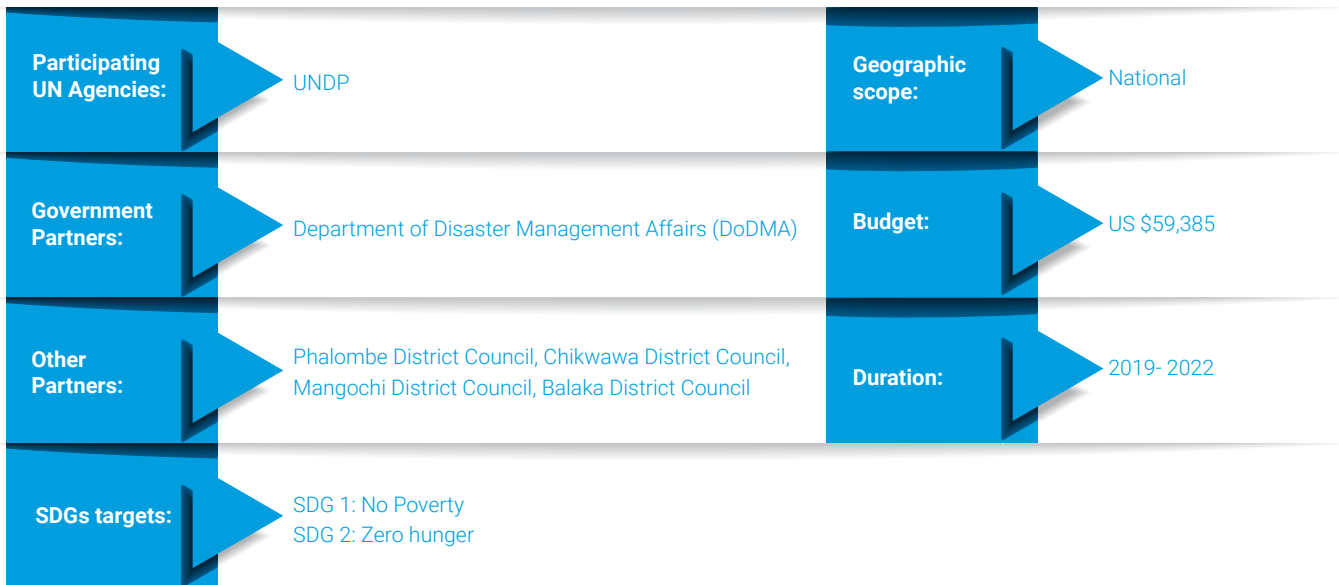 Participating
UN Agencies:
UNDP
Geographic
scope:
National
Government
Partners:
Department of Disaster Management Affairs (DoDMA)
Budget:
US $59,385
Other
Partners:
Phalombe District Council, Chikwawa District Council,
Mangochi District Council, Balaka District Council
Duration:
2019- 2022
SDGs targets:
SDG 1: No Poverty
SDG 2: Zero hunger